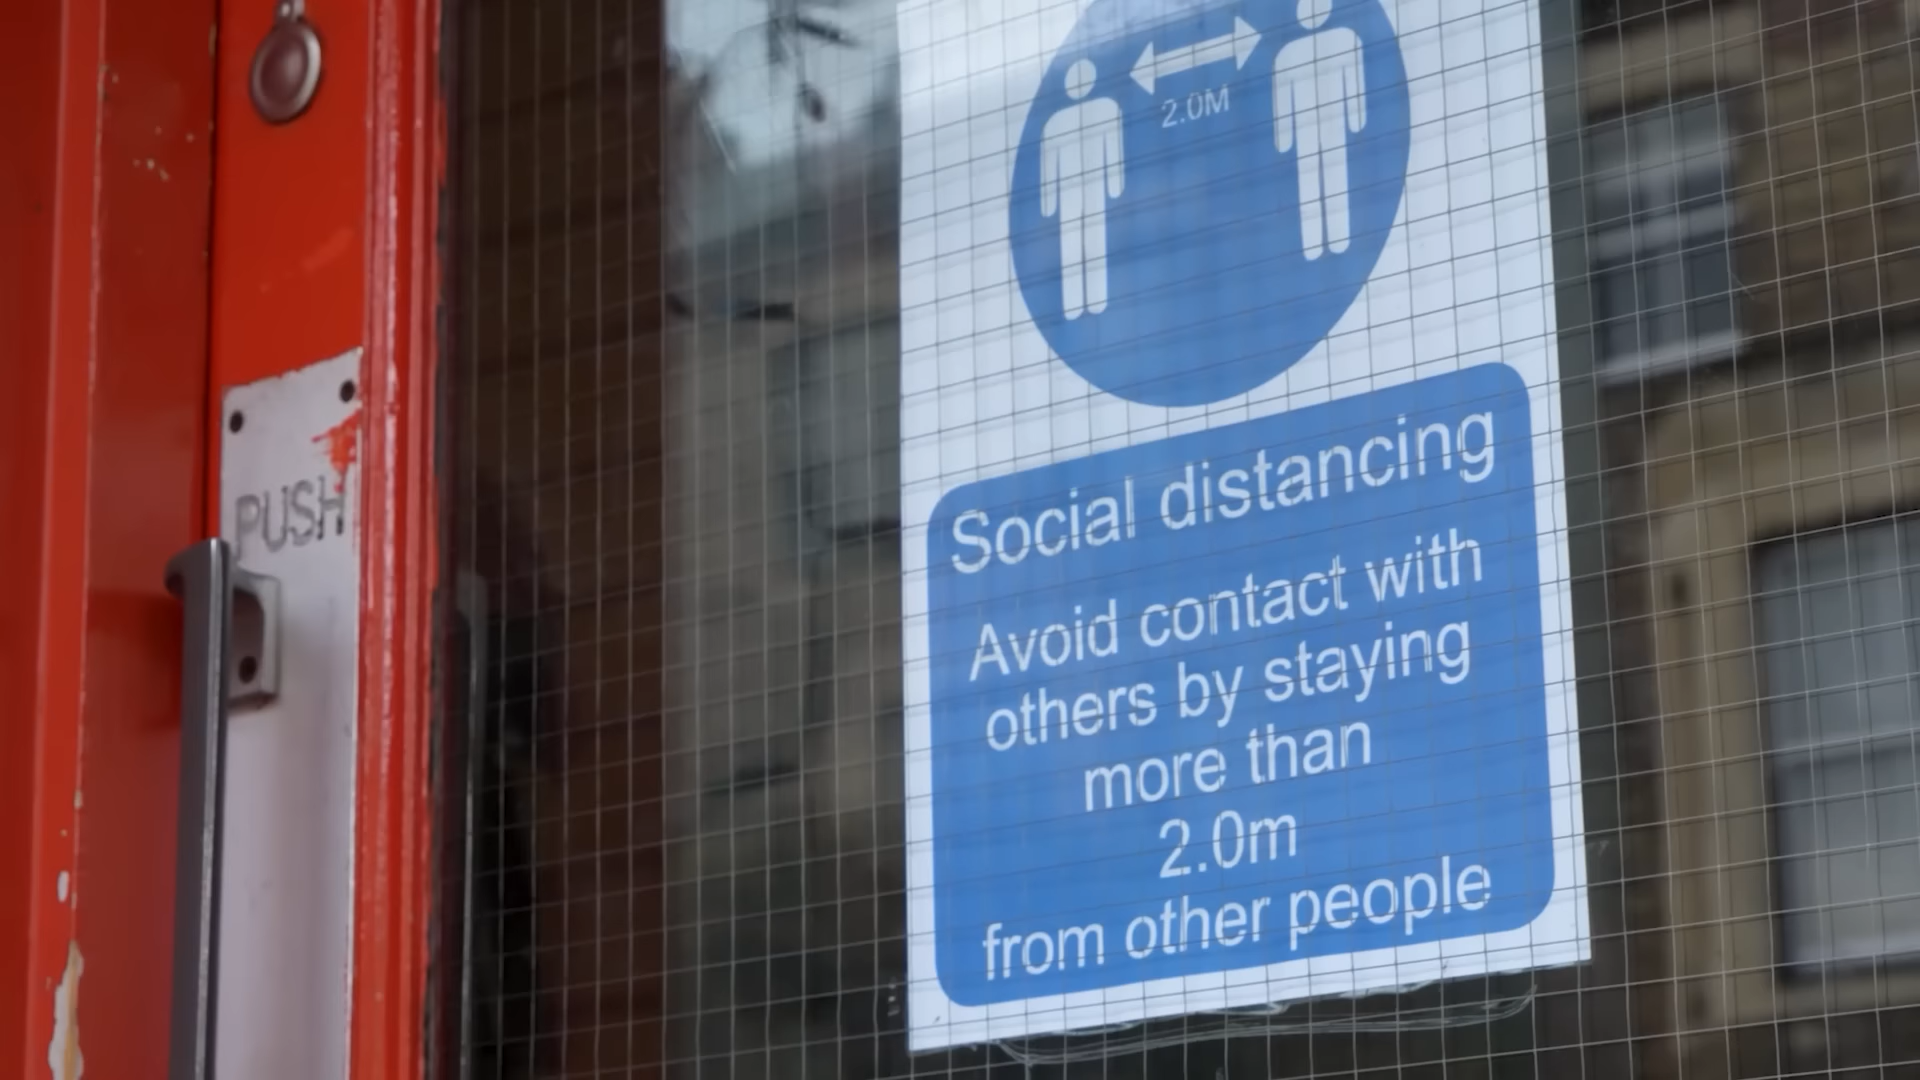 2.0M
PUSH
Social distancing
Avoid contact with
others by staying
more than
2.0m
from other people